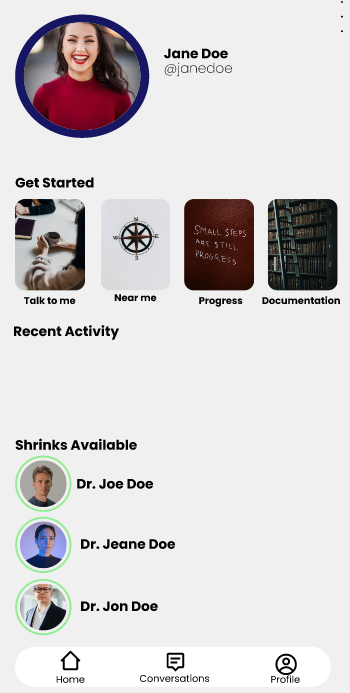 Jane Doe
@janedoe
Get Started
N
W E
S
SMALL STEPS
ARE STILL
PROGRESS
Talk to me
Near me
Progress
Documentation
Recent Activity
Shrinks Available
Dr. Joe Doe
Dr. Jeane Doe
Dr. Jon Doe
Home
Conversations
Profile